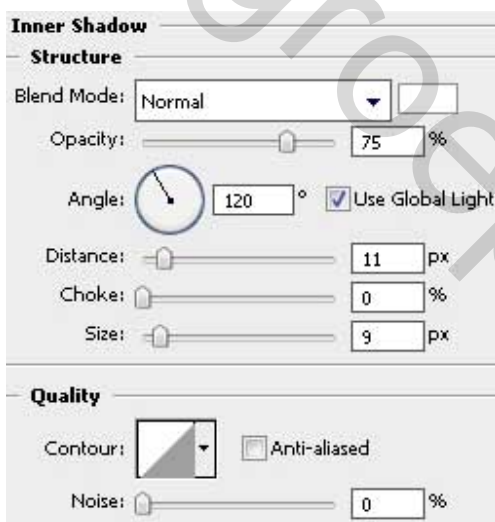 Inner Shadow
Structure
Blend Mode: Normal
Opacity: 75 %
Angle: 120 ° Use Global Light
Distance: 11 px
Choke: 0 %
Size: 9 px
Quality
Contour: Anti-aliased
Noise: 0 %